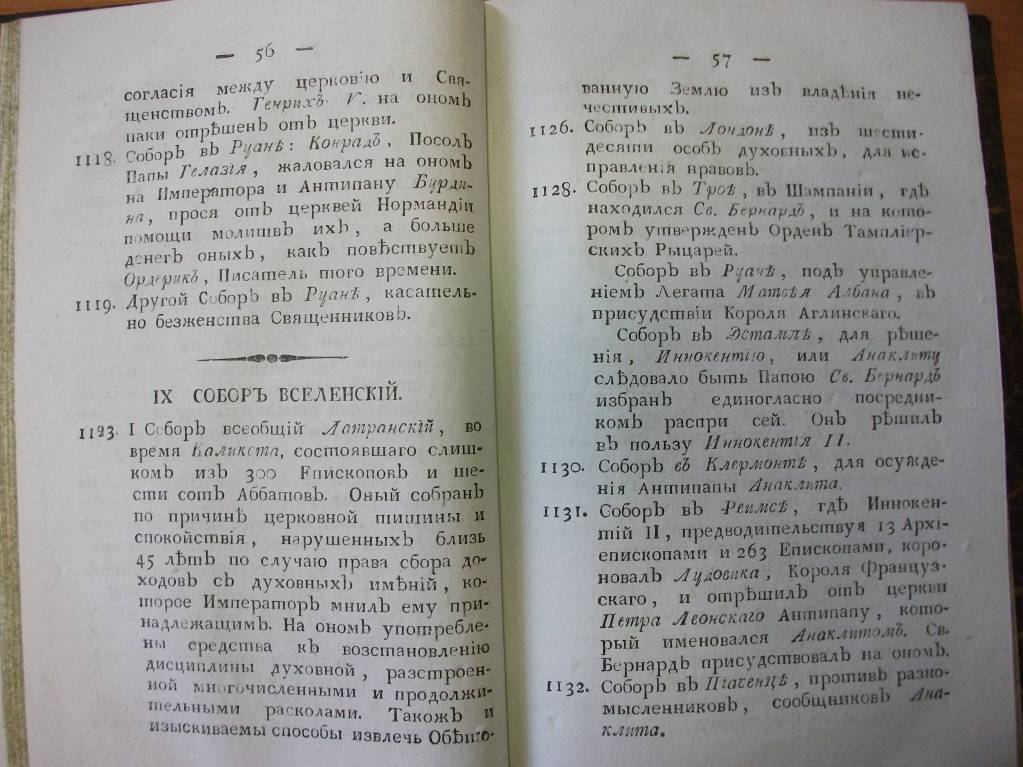 — 56 —
согласія между церковію и Свя-
щенствомЪ. ГенрихЪ V. на ономЪ
паки отрѣшенЪ отЪ церкви.
1118. СоборЪ вЪ Руанѣ: КонрадЪ, ПосолЪ
Папы Гелазія, жаловался на ономЪ
на Императора и Антипапу Бурди-
на, прося отЪ церквей Нормандіи
помощи молитвЪ ихЪ, а больше
денегЪ оныхЪ, какЪ повѣствуетЪ
ОрдерикЪ, Писатель того времени.
1119. Другой СоборЪ вЪ Руанѣ, касатель-
но безженства СвященниковЪ.
IX СОБОРЪ ВСЕЛЕНСКІЙ.
1123. I СоборЪ всеобщій Латранскій, во
время Каликста, состоявшаго слиш-
комЪ изЪ 300 ЕпископовЪ и ше-
сти сотЪ АббатовЪ. Оный собранЪ
по причинѣ церковной тишины и
спокойствія, нарушенныхЪ близь
45 лѣтЪ по случаю права сбора до-
ходовЪ сЪ духовныхЪ имѣній, ко-
торое ИмператорЪ мнилЪ ему при-
надлежащимЪ. На ономЪ употребле-
ны средства кЪ возстановленію
дисциплины духовной, разстроен-
ной многочисленными и продолжи-
тельными расколами. ТакожЪ и
изыскиваемы способы извлечь Обѣто-
— 57 —
ванную Землю изЪ владѣнія не-
честивыхЪ.
1126. СоборЪ вЪ Лондонѣ, изЪ шести-
десяти особЪ духовныхЪ, для ис-
правленія нравовЪ.
1128. СоборЪ вЪ Троѣ, вЪ Шампаніи, гдѣ
находился Св. БернардЪ, и на кото-
ромЪ утвержденЪ ОрденЪ Тамплiер-
скихЪ Рыцарей.
СоборЪ вЪ Руанѣ, подЪ управле-
ніемЪ Легата Матѳѣя Албана, вЪ
присудствіи Короля Аглинскаго.
СоборЪ вЪ Эстампѣ, для рѣше-
нія, Иннокентію, или Анаклиту
слѣдовало быть Папою Св. БернардЪ
избранЪ единогласно посредни-
комЪ распри сей. ОнЪ рѣшилЪ
вЪ пользу Иннокентія II.
1130. СоборЪ вЪ Клермонтѣ, для осужде-
нія Антипапы Анаклита.
1131. СоборЪ вЪ Реимсѣ, гдѣ Иннокен-
тій II, предводительствуя 13 Архі-
епископами и 263 Епископами, коро-
новалЪ Лудовика, Короля Француз-
скаго, и отрѣшилЪ отЪ церкви
Петра Леонскаго Антипапу, кото-
рый именовался АнаклитомЪ. Св.
БернардЪ присудствовалЪ на ономЪ.
1132. СоборЪ вЪ Пгаченцѣ, противЪ разно-
мысленниковЪ, сообщниковЪ Ана-
клита.